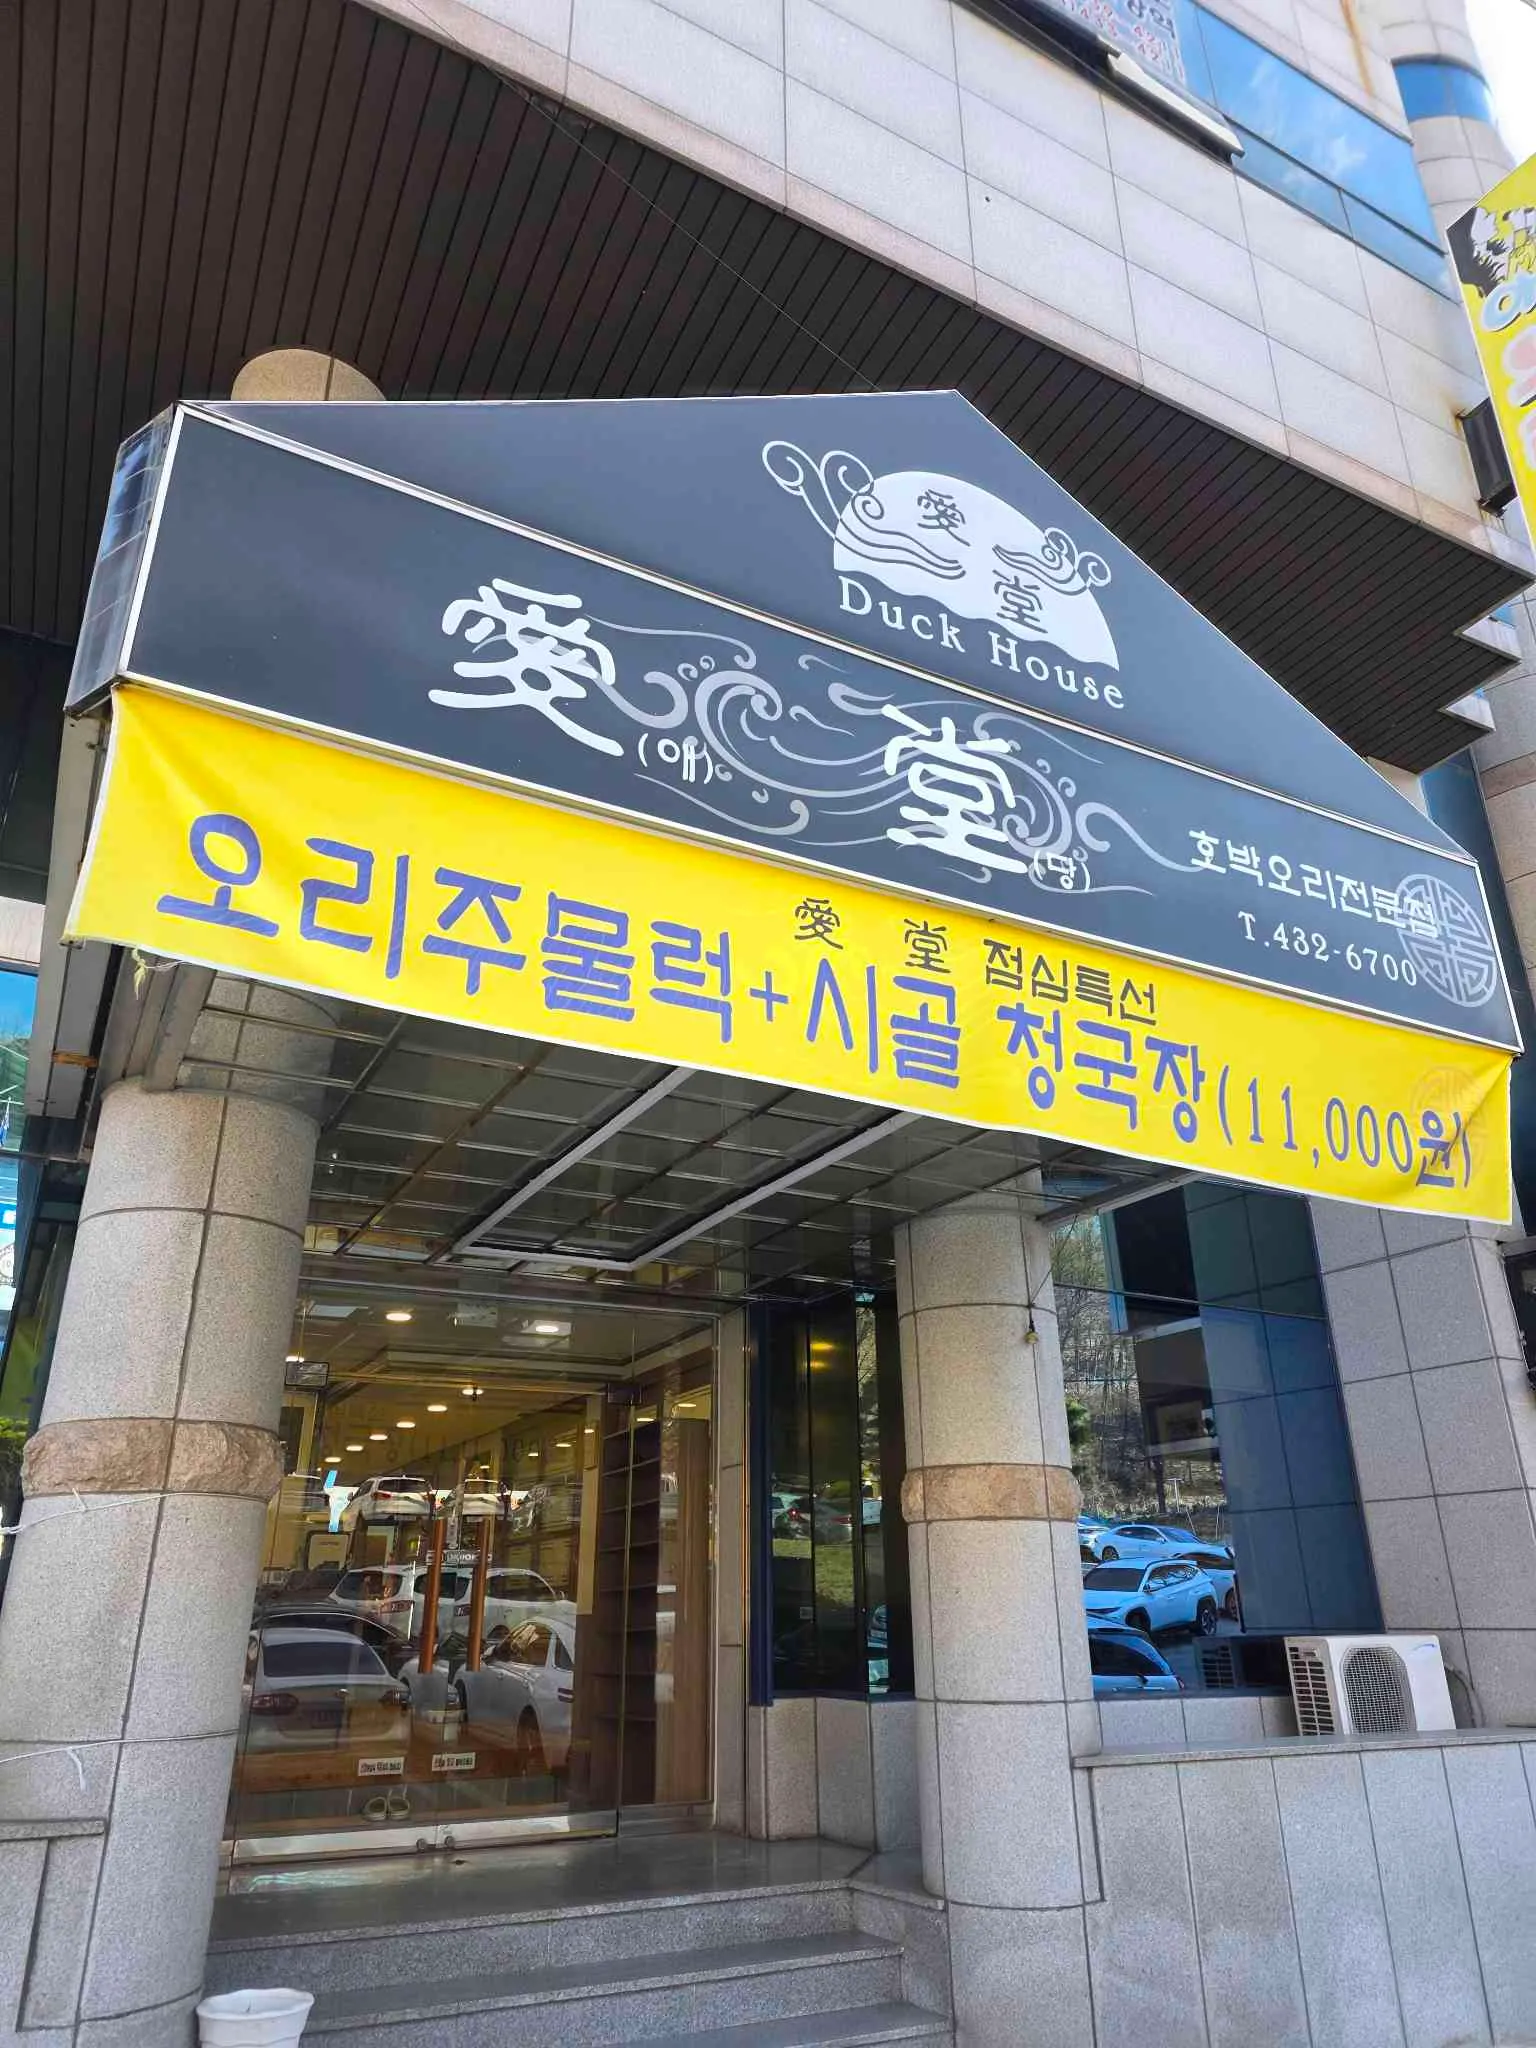 愛
堂
Duck House
愛(애) 堂(땅)
호박오리전문점
T.432-6700
愛 堂 점심특선
오리주물럭+시골 청국장(11,000원)